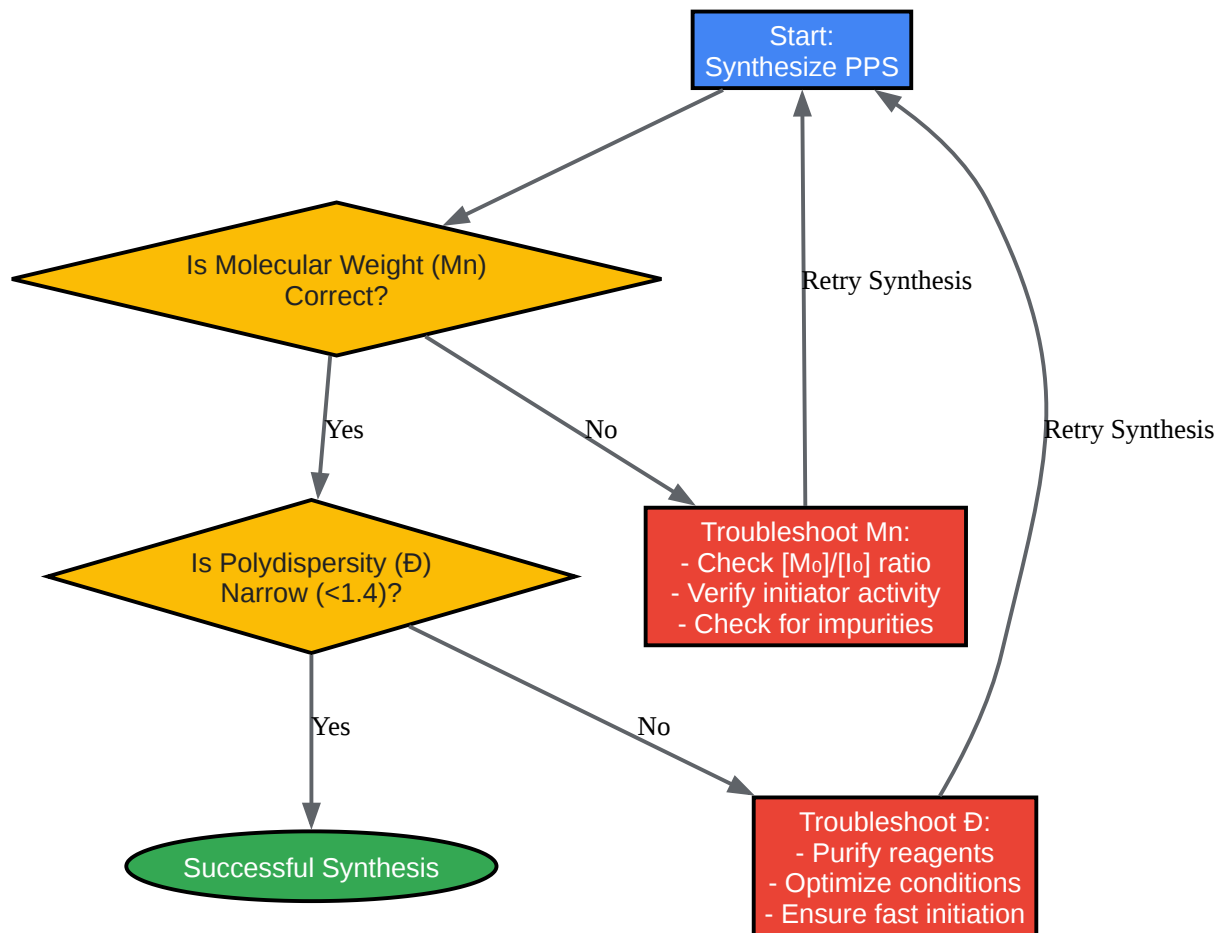 Start:
Synthesize PPS
Is Molecular Weight (Mn)
Correct?
Retry Synthesis
Yes
No
Retry Synthesis
Is Polydispersity (Đ)
Narrow (<1.4)?
Troubleshoot Mn:
- Check [M₀]/[I₀] ratio
- Verify initiator activity
- Check for impurities
Yes
No
Successful Synthesis
Troubleshoot Đ:
- Purify reagents
- Optimize conditions
- Ensure fast initiation